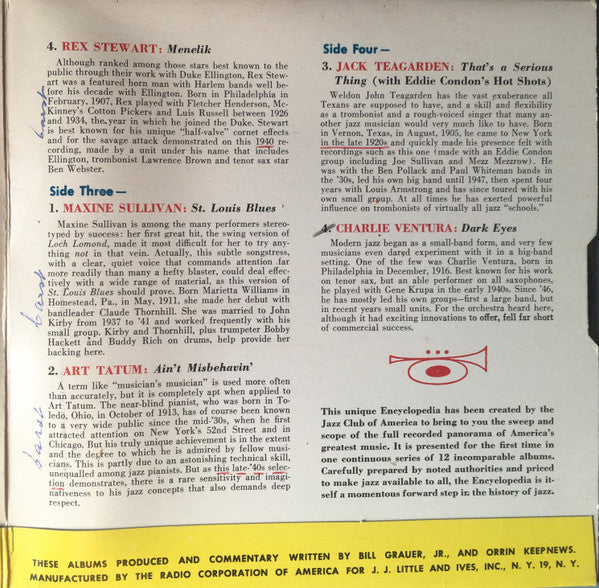 4. REX STEWART: Menelik
Although ranked among those stars best known to the
public through their work with Duke Ellington, Rex Stew-
art was a featured horn man with Harlem bands well be-
fore his decade with Ellington. Born in Philadelphia in
February, 1907, Rex played with Fletcher Henderson, Mc-
Kinney's Cotton Pickers and Luis Russell between 1926
and 1934, the year in which he joined the Duke. Stewart
is best known for his unique "half-valve" cornet effects
and for the savage attack demonstrated on this 1940 re-
cording, made by a unit under his name that includes
Ellington, trombonist Lawrence Brown and tenor sax star
Ben Webster.
Side Three—
1. MAXINE SULLIVAN: St. Louis Blues
Maxine Sullivan is among the many performers stereo-
typed by success: her first great hit, the swing version of
Loch Lomond, made it most difficult for her to try any-
thing not in that vein. Actually, this subtle songstress,
with a clear, quiet voice that commands attention far
more readily than many a hefty blaster, could deal effec-
tively with a wide range of material, as this version of
St. Louis Blues should prove. Born Marietta Williams in
Homestead, Pa., in May, 1911, she made her debut with
bandleader Claude Thornhill. She was married to John
Kirby from 1937 to '41 and worked frequently with his
small group. Kirby and Thornhill, plus trumpeter Bobby
Hackett and Buddy Rich on drums, help provide her
backing here.
2. ART TATUM: Ain't Misbehavin'
A term like "musician's musician" is used more often
than accurately, but it is completely apt when applied to
Art Tatum. The near-blind pianist, who was born in To-
ledo, Ohio, in October of 1913, has of course been known
to a very wide public since the mid-'30s, when he first
attracted attention on New York's 52nd Street and in
Chicago. But his truly unique achievement is in the extent
and the degree to which he is admired by fellow musi-
cians. This is partly due to an astonishing technical skill,
unequalled among jazz pianists. But as this late-'40s selec-
tion demonstrates, there is a rare sensitivity and imagi-
nativeness to his jazz concepts that also demands deep
respect.
Side Four—
3. JACK TEAGARDEN: That's a Serious
Thing (with Eddie Condon's Hot Shots)
Weldon John Teagarden has the vast exuberance all
Texans are supposed to have, and a skill and flexibility
as a trombonist and a rough-voiced singer that many an-
other jazz musician would very much like to have. Born
in Vernon, Texas, in August, 1905, he came to New York
in the late 1920s and quickly made his presence felt with
recordings such as this one (made with an Eddie Condon
group including Joe Sullivan and Mezz Mezzrow). He
was with the Ben Pollack and Paul Whiteman bands in
the '30s, led his own big band until 1947, then spent four
years with Louis Armstrong and has since toured with his
own small group. At all times he has exerted powerful
influence on trombonists of virtually all jazz "schools."
4. CHARLIE VENTURA: Dark Eyes
Modern jazz began as a small-band form, and very few
musicians even dared experiment with it in a big-band
setting. One of the few was Charlie Ventura, born in
Philadelphia in December, 1916. Best known for his work
on tenor sax, but an able performer on all saxophones,
he played with Gene Krupa in the early 1940s. Since '46,
he has mostly led his own groups—first a large band, but
in recent years small units. For the orchestra heard here,
although it had exciting innovations to offer, fell far short
of commercial success.
This unique Encyclopedia has been created by the
Jazz Club of America to bring to you the sweep and
scope of the full recorded panorama of America's
greatest music. It is presented for the first time in
one continuous series of 12 incomparable albums.
Carefully prepared by noted authorities and priced
to make jazz available to all, the Encyclopedia is it-
self a momentous forward step in the history of jazz.
THESE ALBUMS PRODUCED AND COMMENTARY WRITTEN BY BILL GRAUER, JR., AND ORRIN KEEPNEWS.
MANUFACTURED BY THE RADIO CORPORATION OF AMERICA FOR J. J. LITTLE AND IVES, INC., N. Y. 19, N. Y.